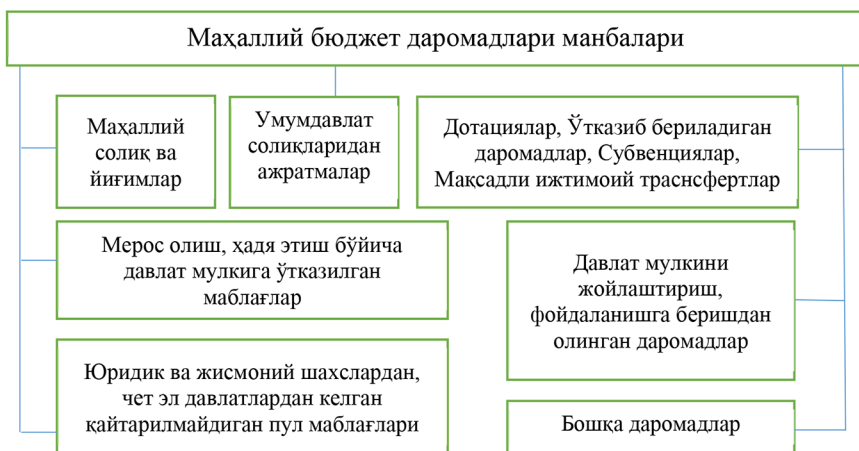 Маҳаллий бюджет даромадлари манбалари
Маҳаллий
солиқ ва
йиғимлар
Умумдавлат
солиқларидан
ажратмалар
Дотациялар, Ўтказиб бериладиган
даромадлар, Субвенциялар,
Мақсадли ижтимоий траснсфертлар
Мерос олиш, ҳадя этиш бўйича
давлат мулкига ўтказилган
маблағлар
Давлат мулкини
жойлаштириш,
фойдаланишга беришдан
олинган даромадлар
Юридик ва жисмоний шахслардан,
чет эл давлатлардан келган
қайтарилмайдиган пул маблағлари
Бошқа даромадлар